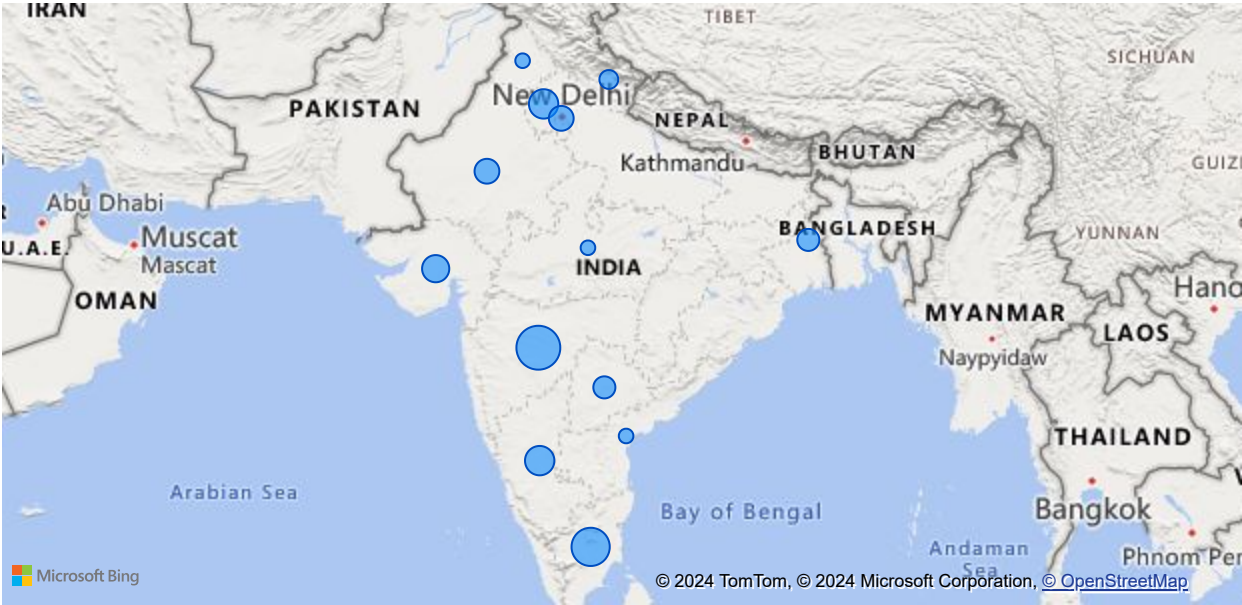 IRAN
TIBET
SICHUAN
New Delhi
PAKISTAN
NEPAL
BHUTAN
Kathmandu
GUIZ
Abu Dhabi
U.A.E.
Muscat
Mascat
BANGLADESH
YUNNAN
INDIA
OMAN
Hano
MYANMAR
LAOS
Naypyidaw
THAILAND
Arabian Sea
Bay of Bengal
Bangkok
Andaman
Sea
Phnom Pen
Microsoft Bing
© 2024 TomTom, © 2024 Microsoft Corporation, © OpenStreetMap